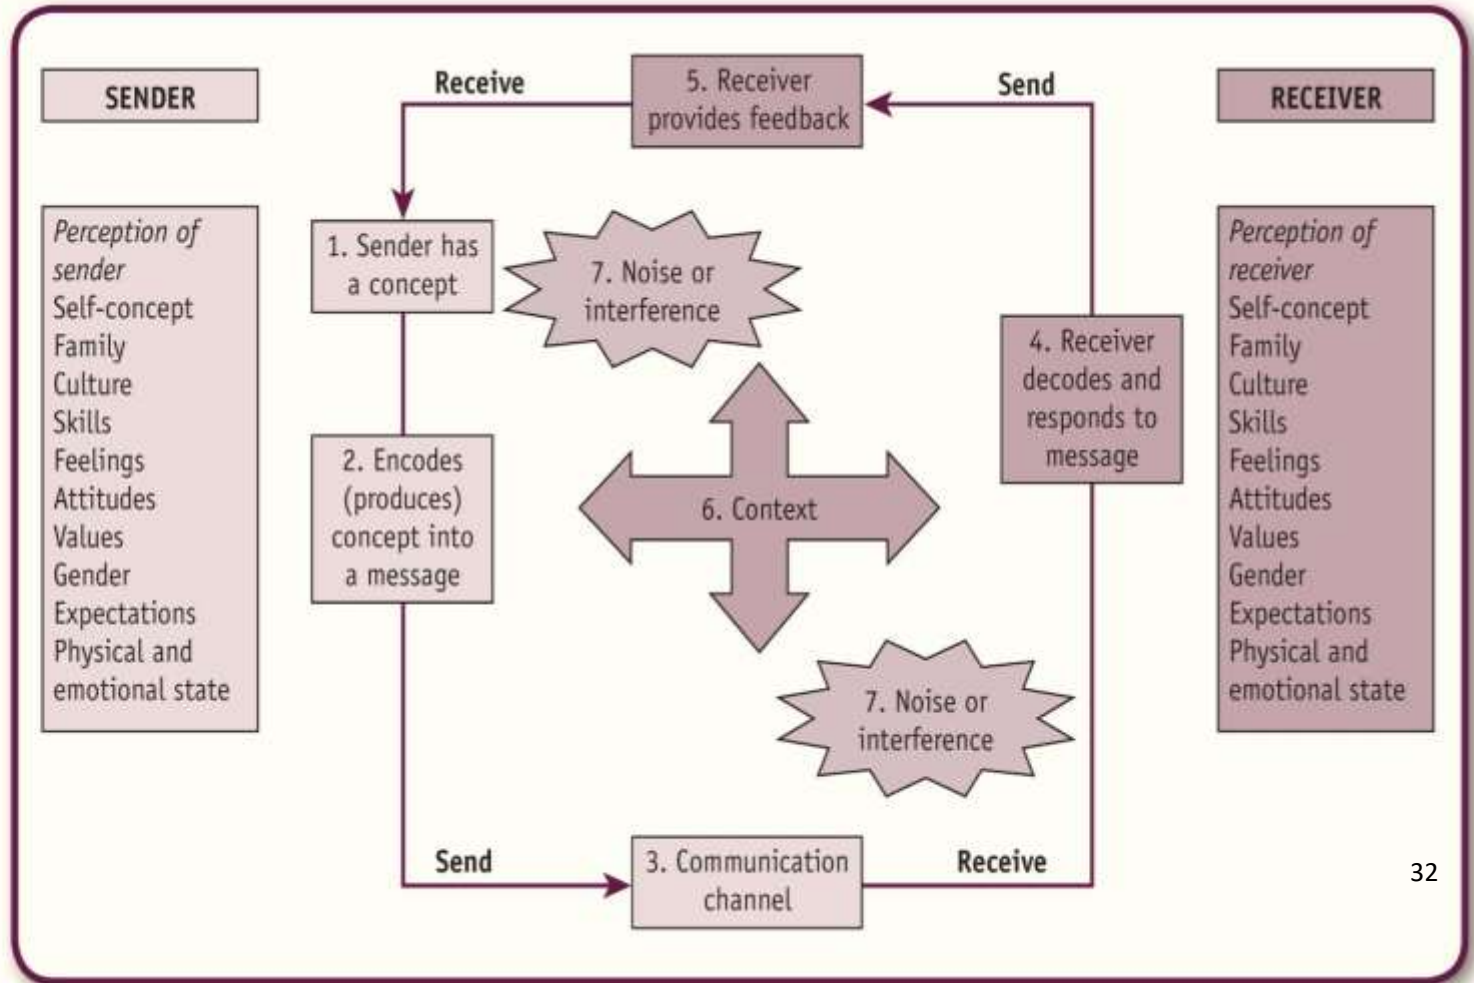 SENDER
Perception of
sender
Self-concept
Family
Culture
Skills
Feelings
Attitudes
Values
Gender
Expectations
Physical and
emotional state
Receive
5. Receiver
provides feedback
Send
1. Sender has
a concept
7. Noise or
interference
2. Encodes
(produces)
concept into
a message
6. Context
4. Receiver
decodes and
responds to
message
7. Noise or
interference
Send
3. Communication
channel
Receive
RECEIVER
Perception of
receiver
Self-concept
Family
Culture
Skills
Feelings
Attitudes
Values
Gender
Expectations
Physical and
emotional state
32